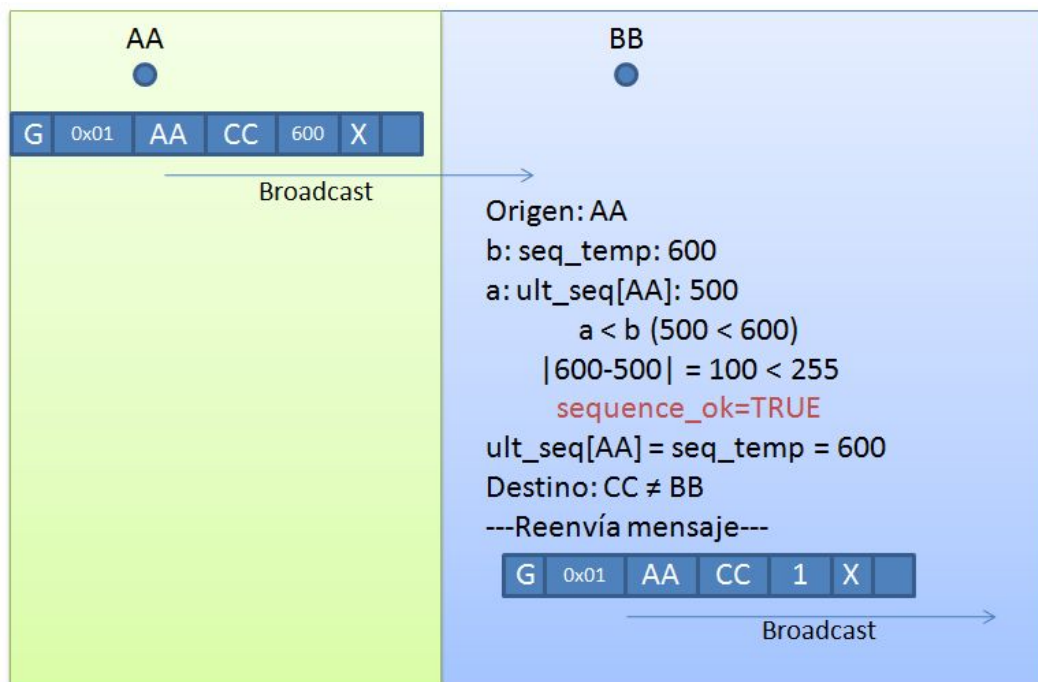 AA
BB
G 0x01 AA CC 600 X
Broadcast
Origen: AA
b: seq_temp: 600
a: ult_seq[AA]: 500
a < b (500 < 600)
|600-500| = 100 < 255
sequence_ok=TRUE
ult_seq[AA] = seq_temp = 600
Destino: CC ≠ BB
---Reenvía mensaje---
G 0x01 AA CC 1 X
Broadcast